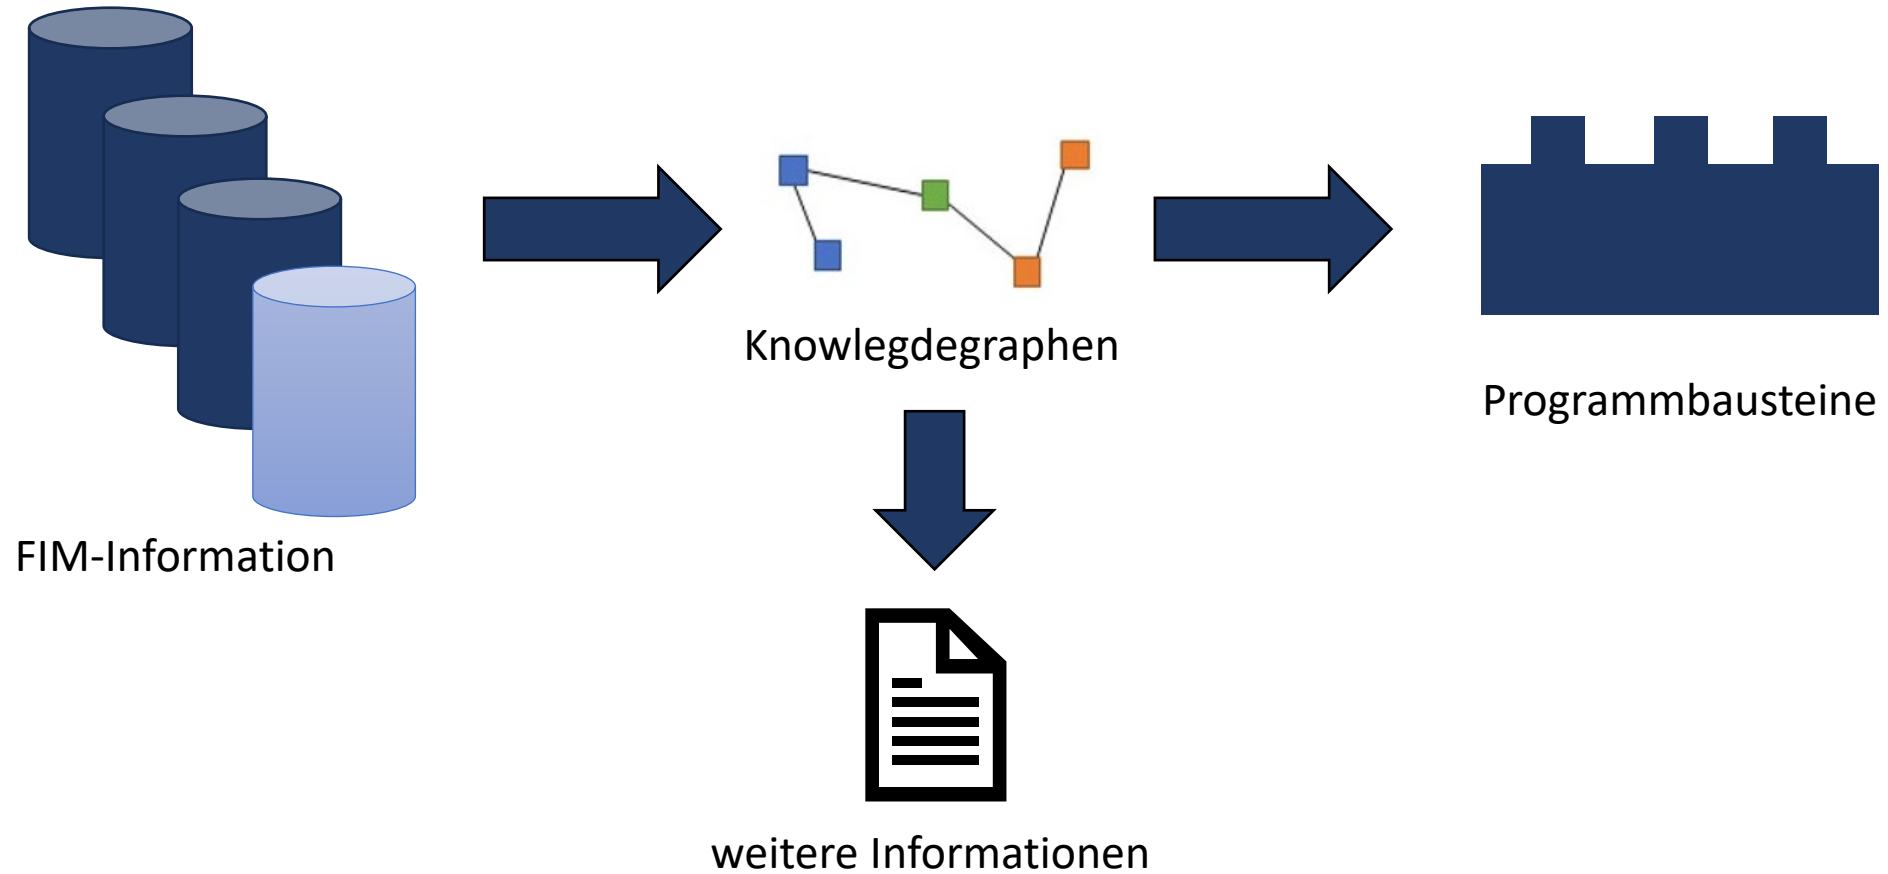 Knowlegdegraphen
Programmbausteine
FIM-Information
weitere Informationen